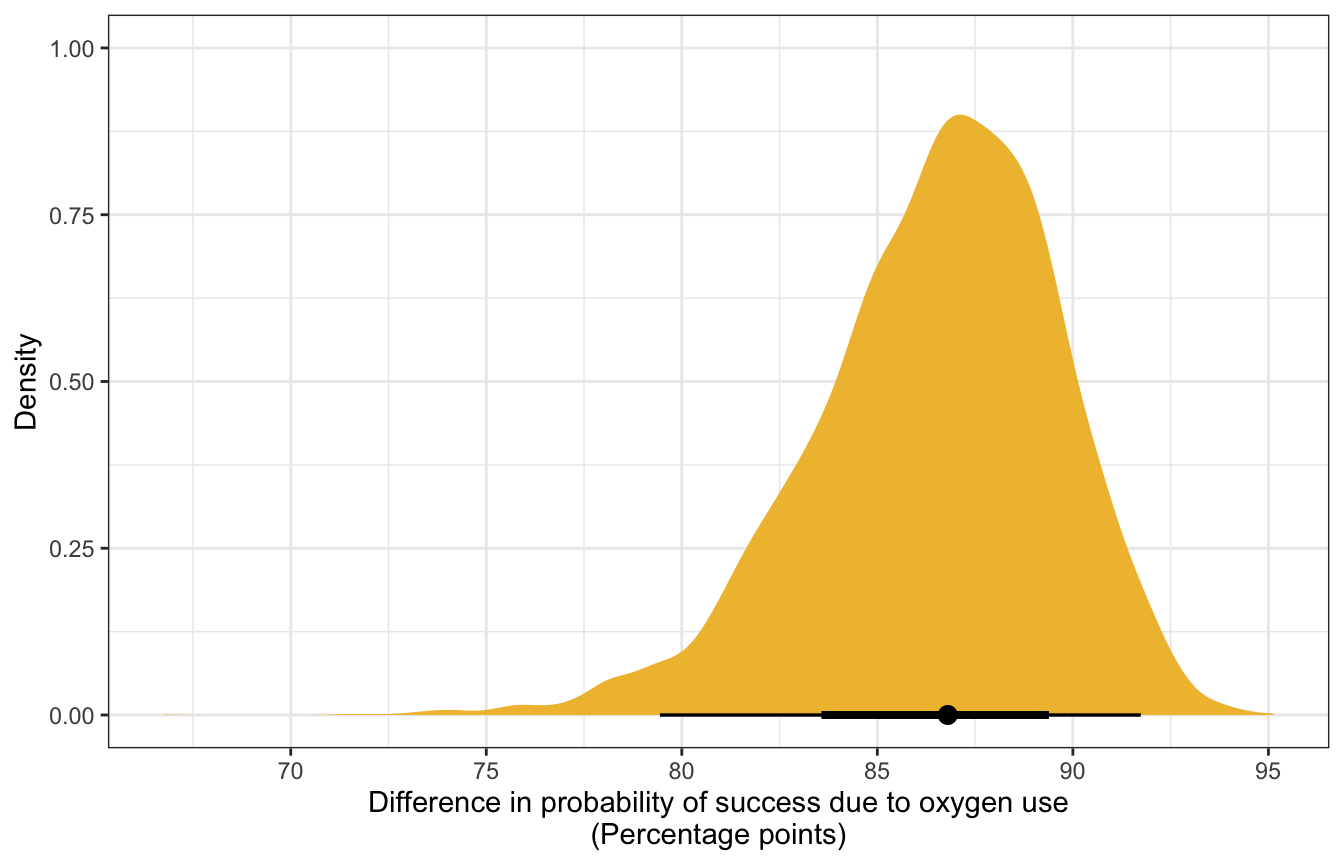 1.00
0.75
0.50
0.25
0.00
Density
70 75 80 85 90 95
Difference in probability of success due to oxygen use
(Percentage points)